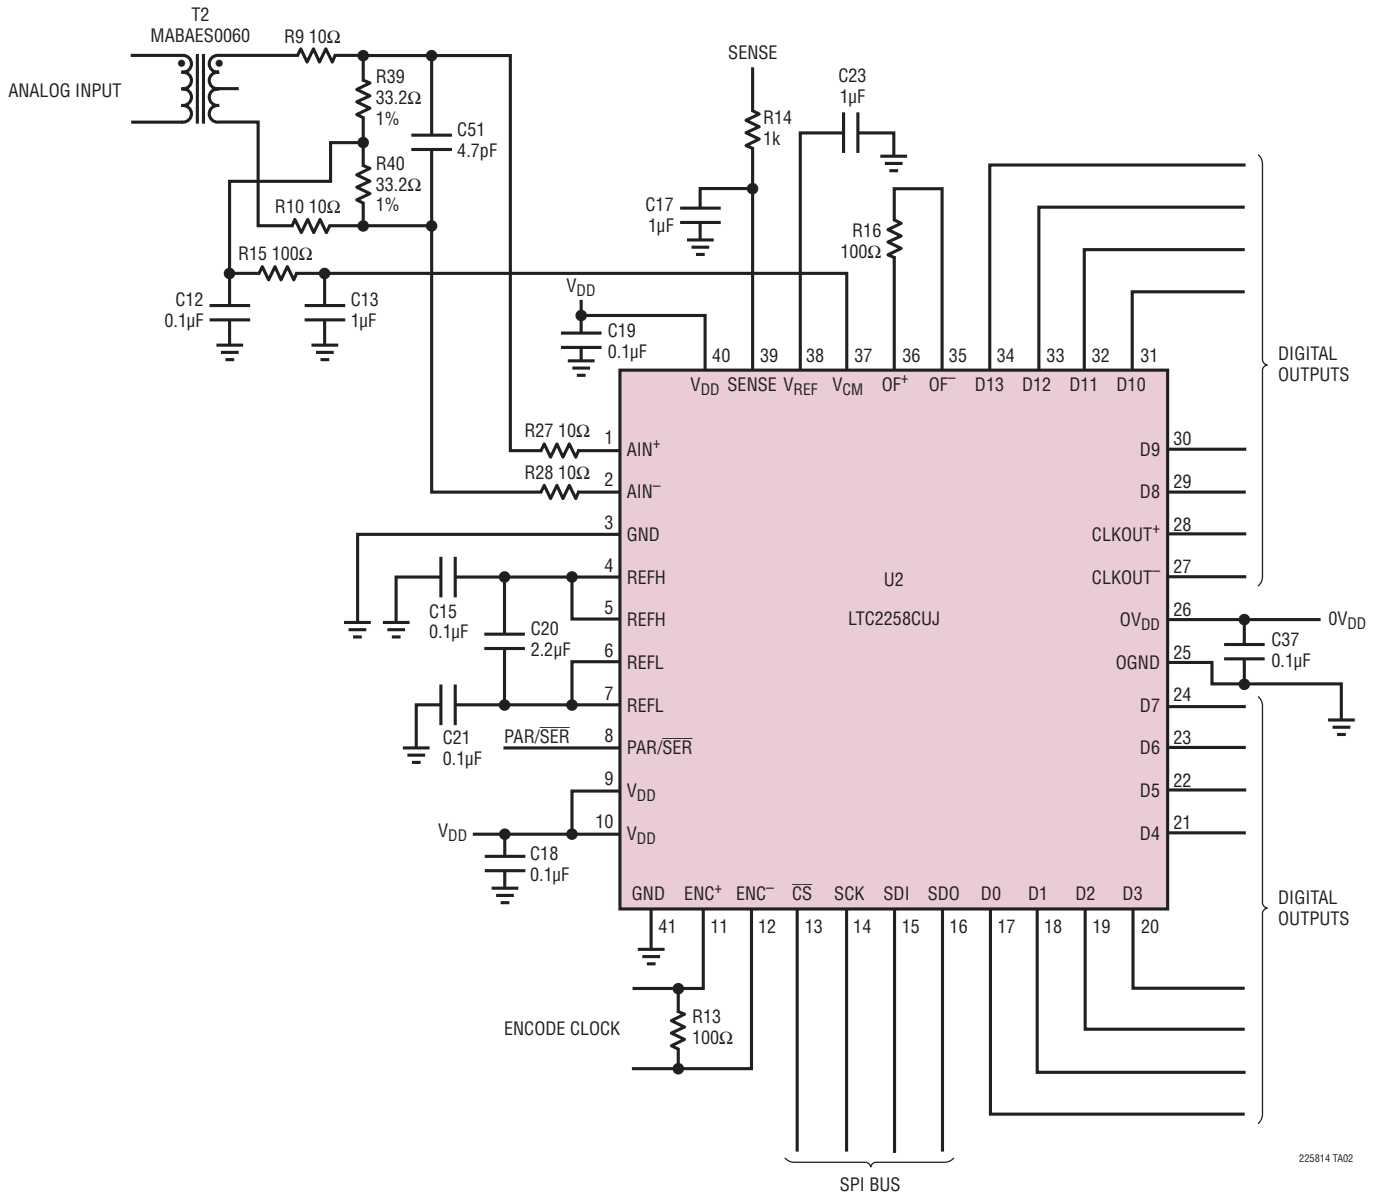 T2
MABAES0060
ANALOG INPUT
R9 10Ω
R39
33.2Ω
1%
C51
4.7pF
R40
33.2Ω
1%
R10 10Ω
R15 100Ω
C12
0.1µF
C13
1µF
SENSE
R14
1k
C17
1µF
C23
1µF
R16
100Ω
VDD
C19
0.1µF
40
39
38
37
36
35
34
33
32
31
VDD
SENSE
VREF
VCM
OF+
OF–
D13
D12
D11
D10
DIGITAL
OUTPUTS
R27 10Ω
1
AIN+
R28 10Ω
2
AIN–
3
GND
4
REFH
5
REFH
6
REFL
7
REFL
C15
0.1µF
C20
2.2µF
C21
0.1µF
PAR/SER
8
PAR/SER
9
VDD
VDD
10
VDD
C18
0.1µF
U2
LTC2258CUJ
D9
30
D8
29
CLKOUT+
28
CLKOUT–
27
OVDD
26
0VDD
OGND
25
C37
0.1µF
D7
24
D6
23
D5
22
D4
21
GND
ENC+
ENC–
CS
SCK
SDI
SDO
D0
D1
D2
D3
41
11
12
13
14
15
16
17
18
19
20
DIGITAL
OUTPUTS
ENCODE CLOCK
R13
100Ω
SPI BUS
225814 TA02